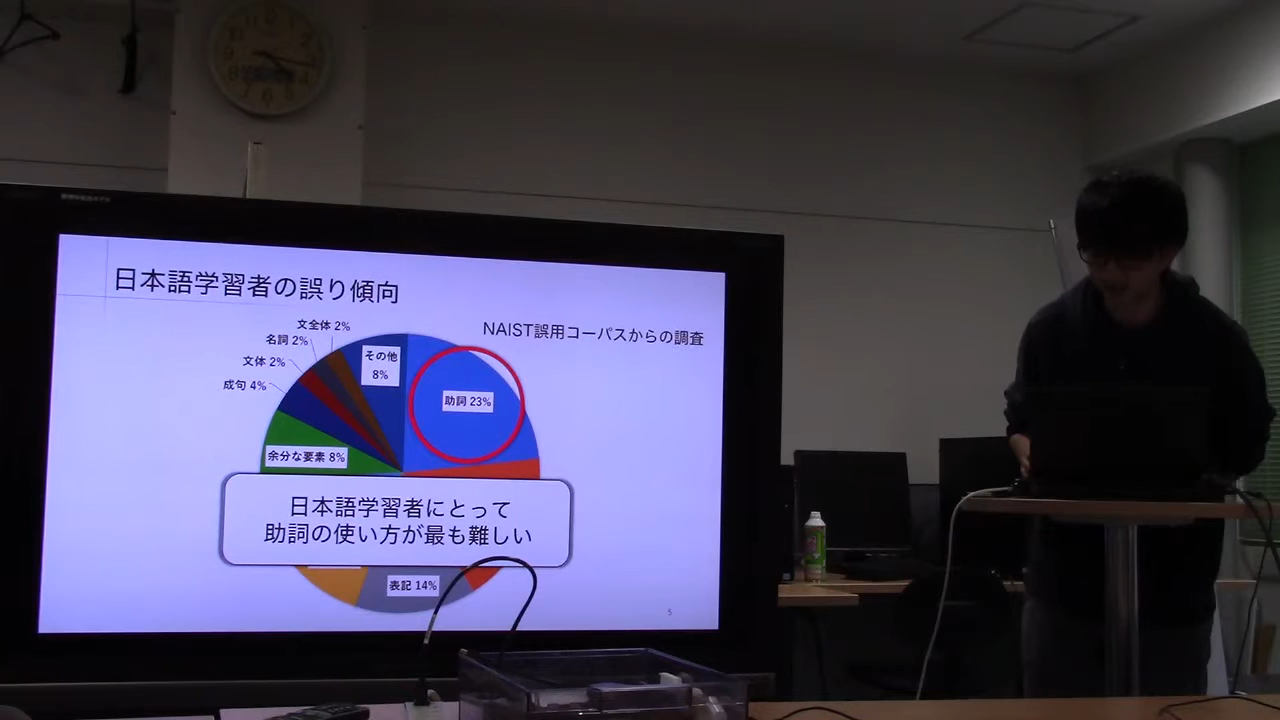 日本語学習者の誤り傾向
NAIST誤用コーパスからの調査
文全体 2%
名詞 2%
文体 2%
成句 4%
その他
8%
助詞 23%
余分な要素 8%
日本語学習者にとって
助詞の使い方が最も難しい
表記 14%
5